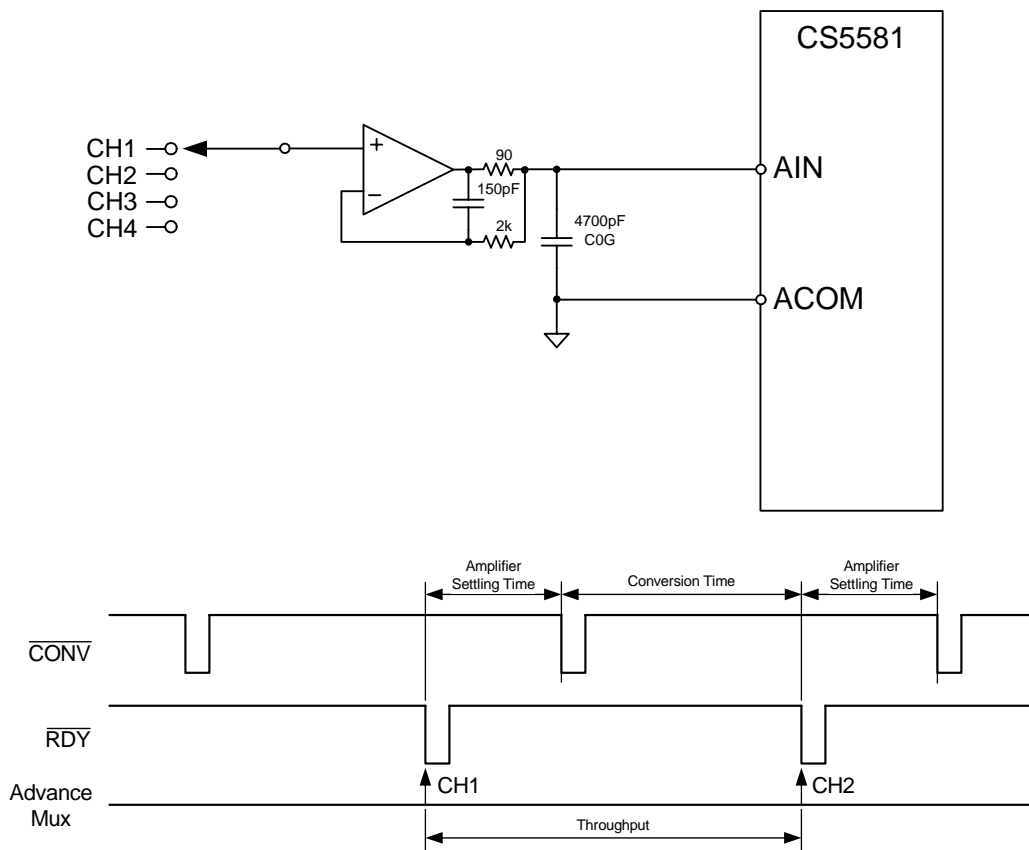 CS5581
CH1
CH2
CH3
CH4
+
−
90
150pF
2k
4700pF
C0G
AIN
ACOM
Amplifier
Settling Time
Conversion Time
Amplifier
Settling Time
CONV
RDY
Advance
Mux
CH1
CH2
Throughput